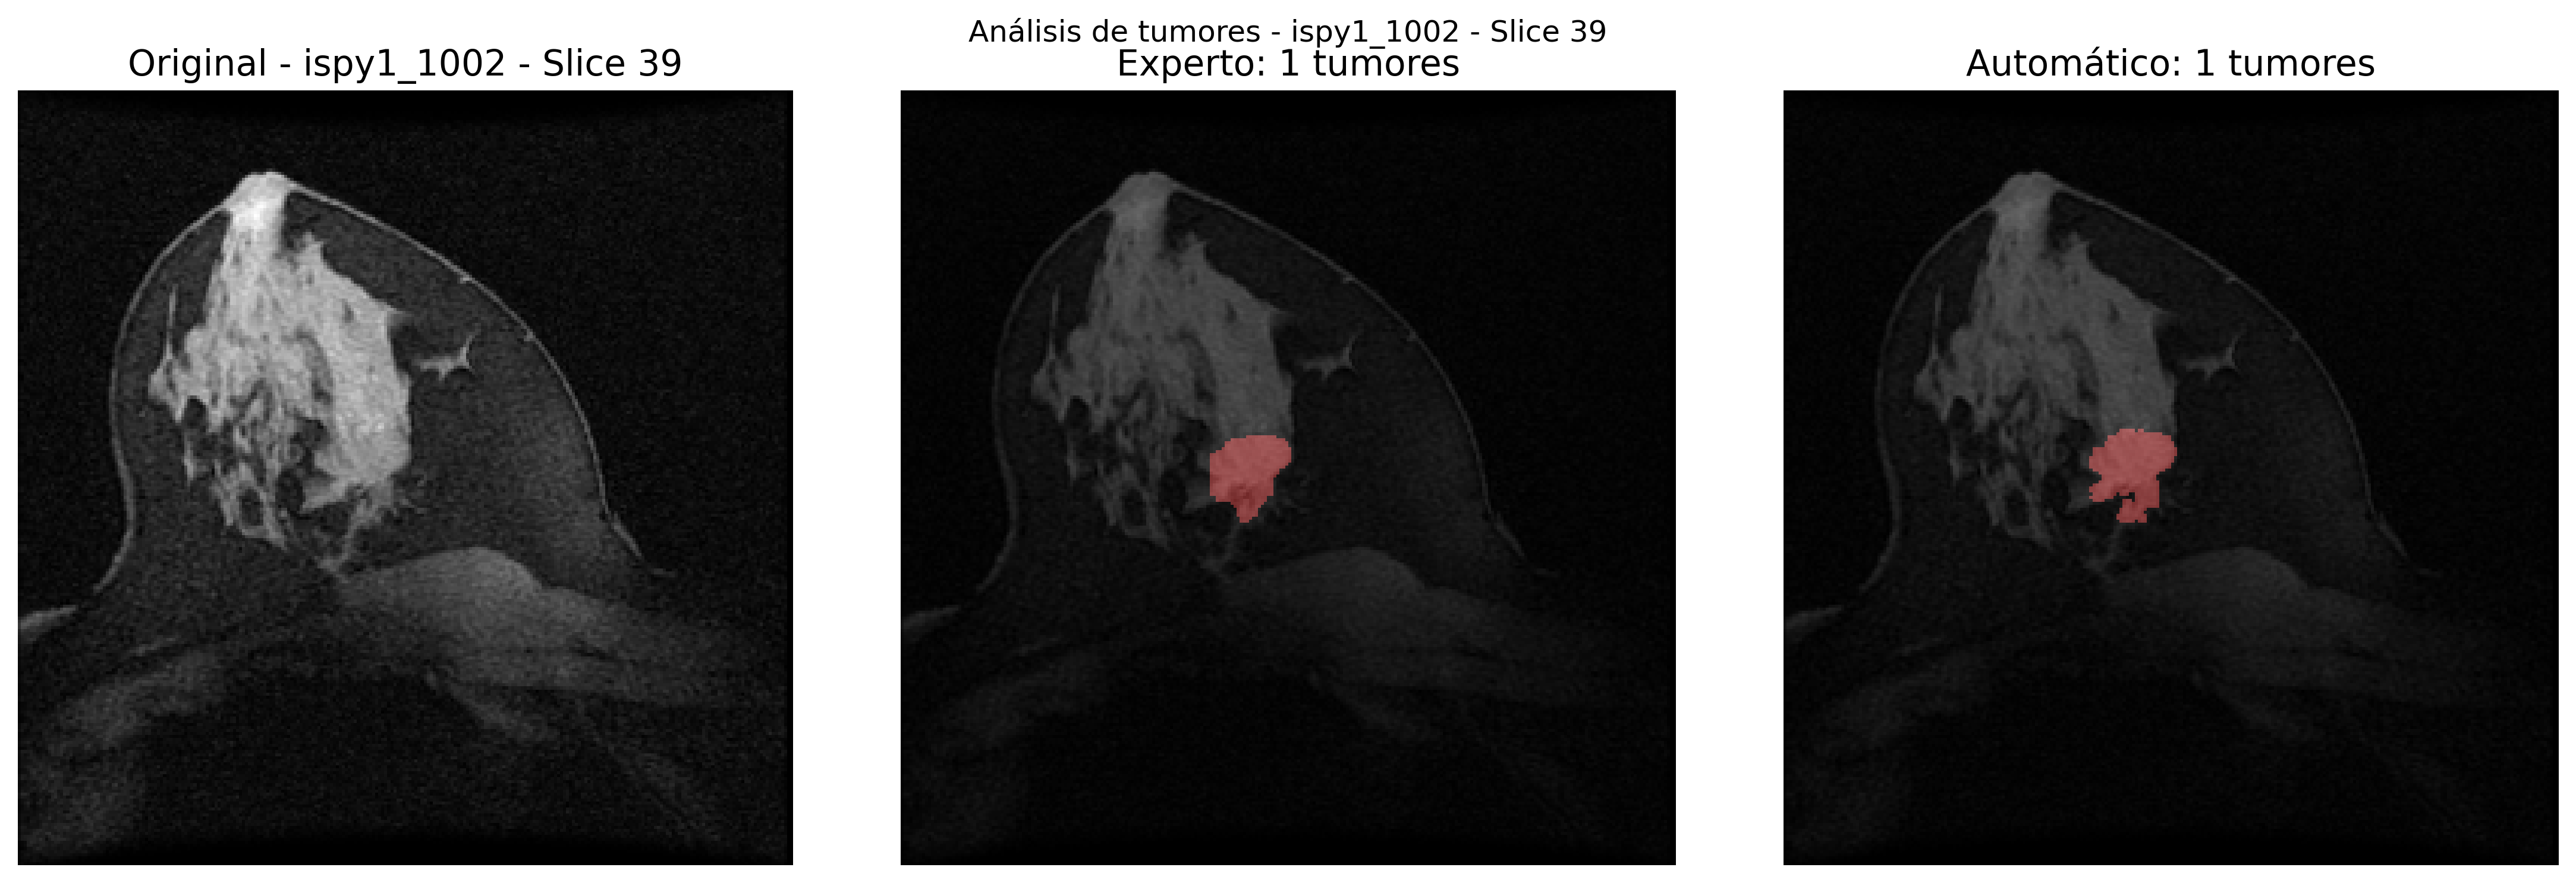 Análisis de tumores - ispy1_1002 - Slice 39
Original - ispy1_1002 - Slice 39
Experto: 1 tumores
Automático: 1 tumores